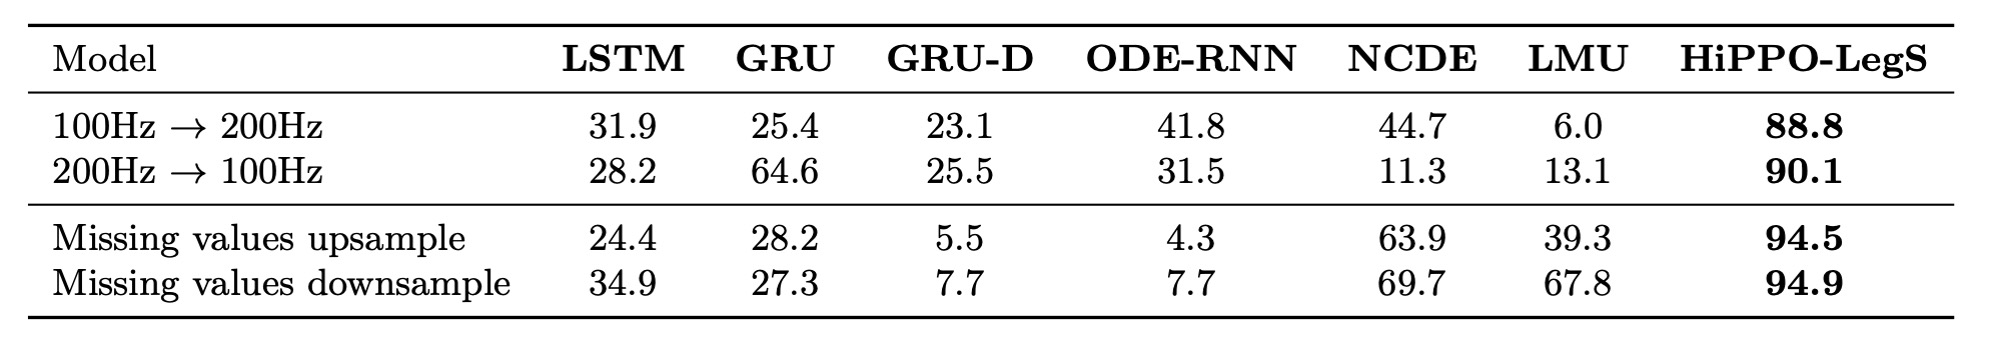 Model LSTM GRU GRU-D ODE-RNN NCDE LMU HiPPO-LegS
100Hz → 200Hz 31.9 25.4 23.1 41.8 44.7 6.0 88.8
200Hz → 100Hz 28.2 64.6 25.5 31.5 11.3 13.1 90.1
Missing values upsample 24.4 28.2 5.5 4.3 63.9 39.3 94.5
Missing values downsample 34.9 27.3 7.7 7.7 69.7 67.8 94.9